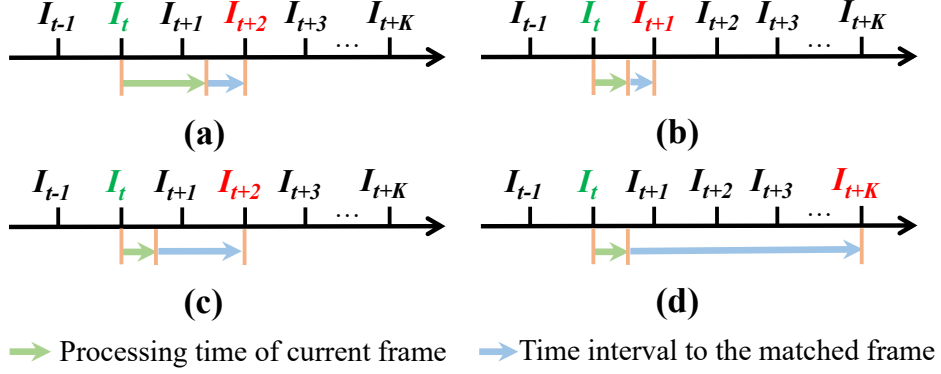 I_{t-1} I_t I_{t+1} I_{t+2} I_{t+3} ... I_{t+K}
(a)
I_{t-1} I_t I_{t+1} I_{t+2} I_{t+3} ... I_{t+K}
(b)
I_{t-1} I_t I_{t+1} I_{t+2} I_{t+3} ... I_{t+K}
(c)
I_{t-1} I_t I_{t+1} I_{t+2} I_{t+3} ... I_{t+K}
(d)
Processing time of current frame
Time interval to the matched frame